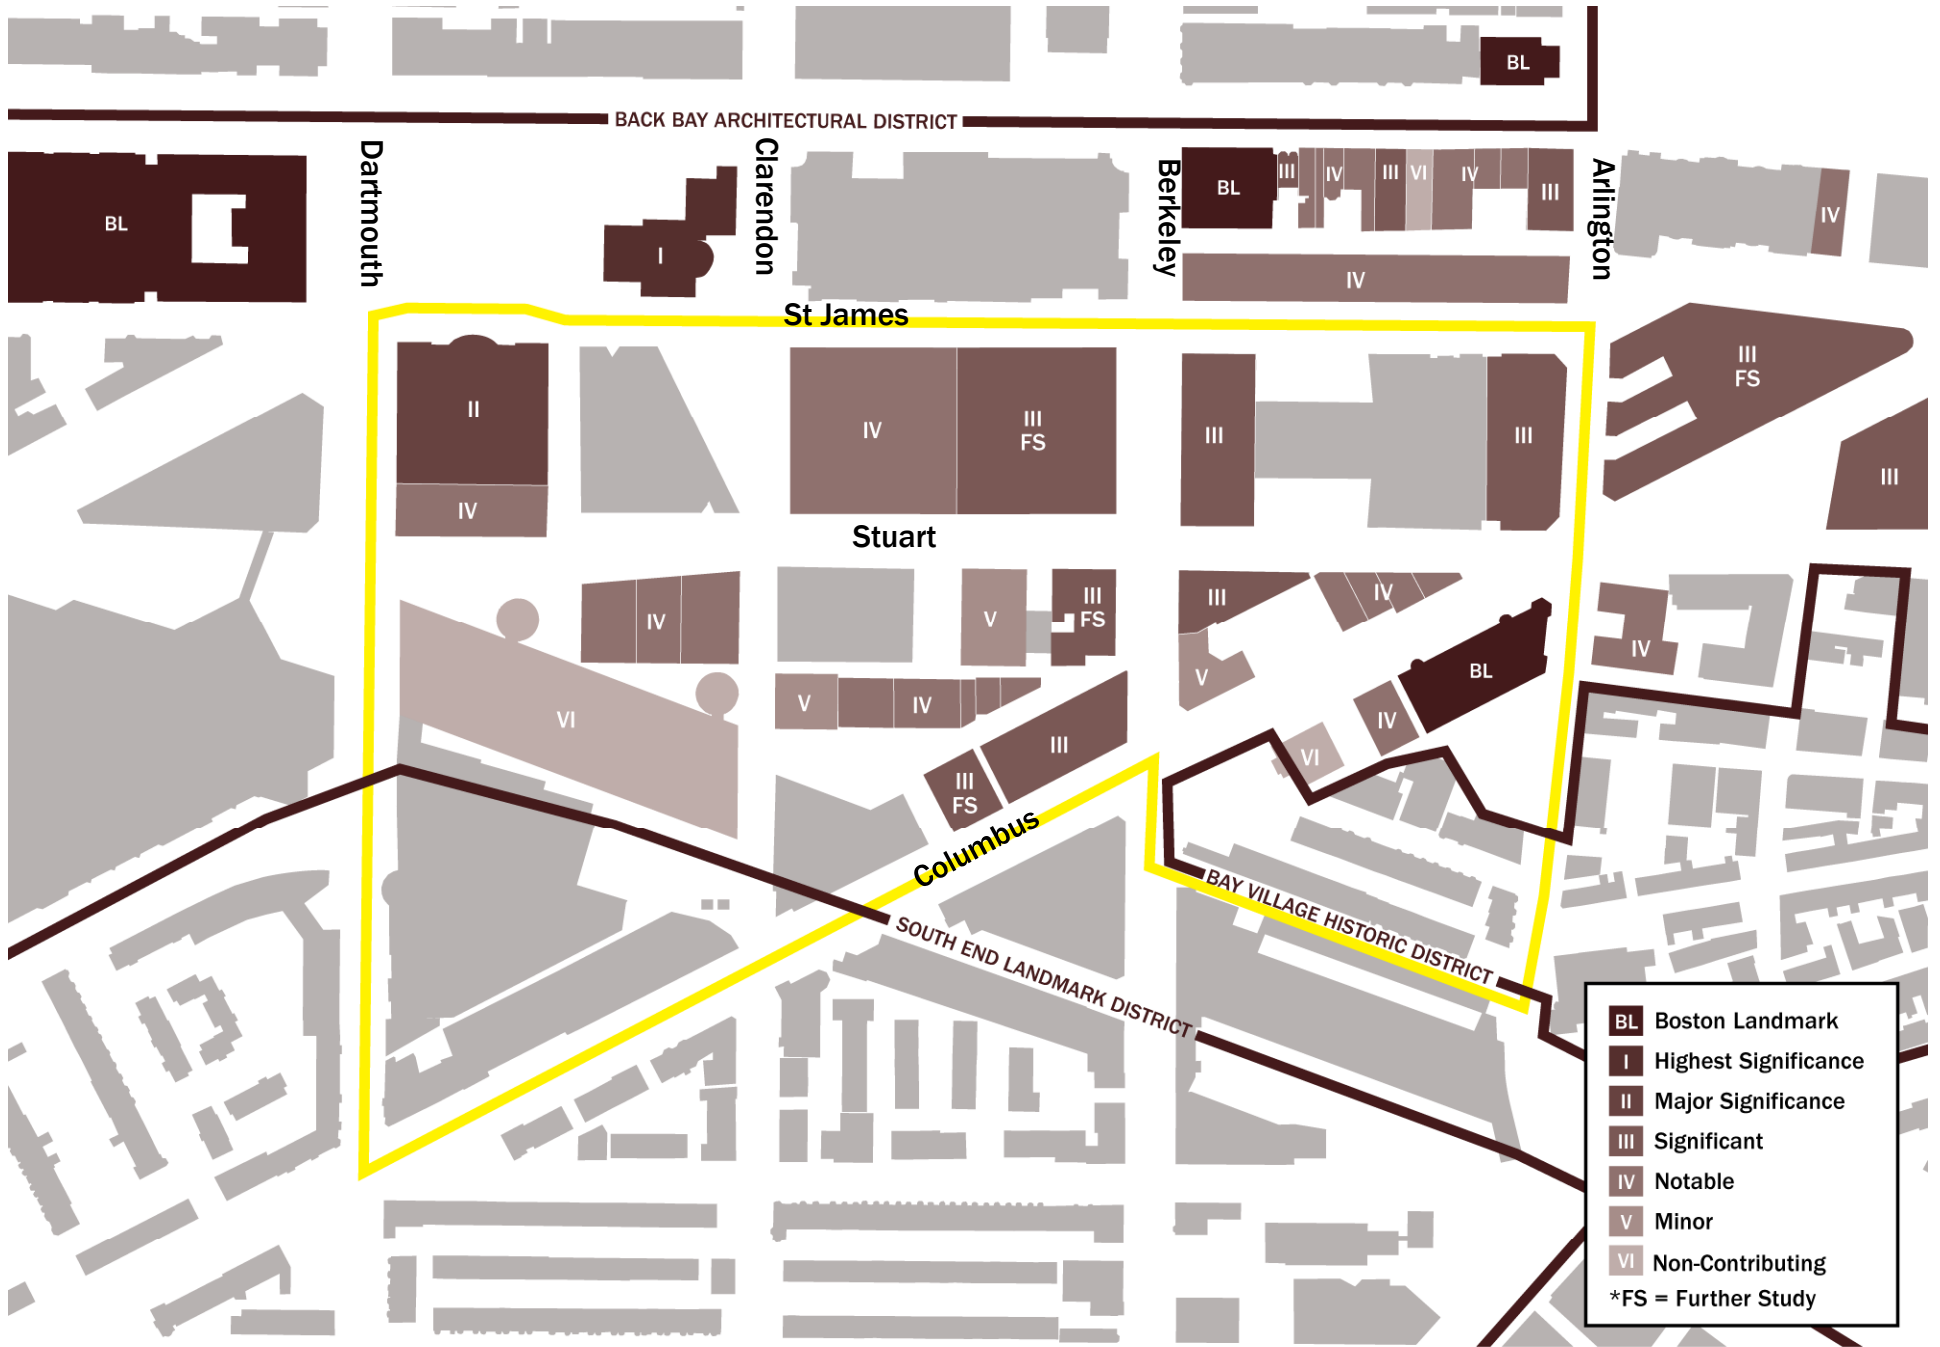 BL
BACK BAY ARCHITECTURAL DISTRICT
Dartmouth
Clarendon
Berkeley
Arlington
BL
I
BL
III
IV
III
VI
IV
III
IV
IV
St James
II
IV
IV
III
FS
III
III
III
FS
III
Stuart
IV
V
III
FS
III
IV
V
BL
IV
IV
VI
V
IV
III
III
FS
IV
VI
Columbus
BAY VILLAGE HISTORIC DISTRICT
SOUTH END LANDMARK DISTRICT
BL Boston Landmark
I Highest Significance
II Major Significance
III Significant
IV Notable
V Minor
VI Non-Contributing
*FS = Further Study